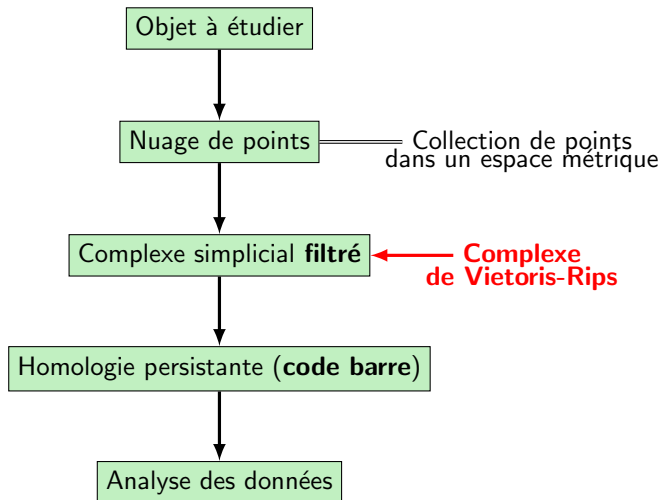 Objet à étudier
Nuage de points
Collection de points
dans un espace métrique
Complexe simplicial filtré
Complexe
de Vietoris-Rips
Homologie persistante (code barre)
Analyse des données